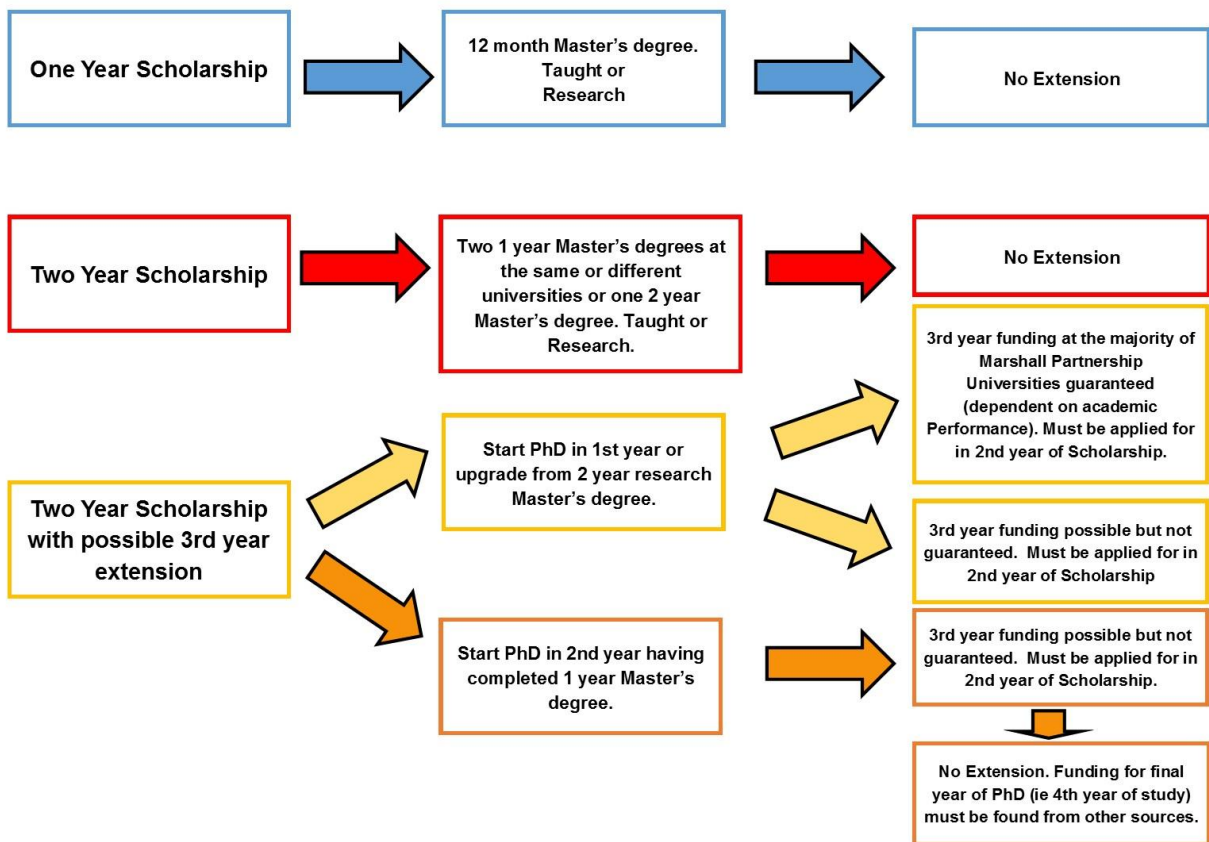 One Year Scholarship
12 month Master's degree.
Taught or
Research
No Extension
Two Year Scholarship
Two 1 year Master's degrees at
the same or different
universities or one 2 year
Master's degree. Taught or
Research.
No Extension
Two Year Scholarship
with possible 3rd year
extension
Start PhD in 1st year or
upgrade from 2 year research
Master's degree.
3rd year funding at the majority of
Marshall Partnership
Universities guaranteed
(dependent on academic
Performance). Must be applied for
in 2nd year of Scholarship.
3rd year funding possible but not
guaranteed. Must be applied for in
2nd year of Scholarship
Start PhD in 2nd year having
completed 1 year Master's
degree.
3rd year funding possible but not
guaranteed. Must be applied for in
2nd year of Scholarship.
No Extension. Funding for final
year of PhD (ie 4th year of study)
must be found from other sources.